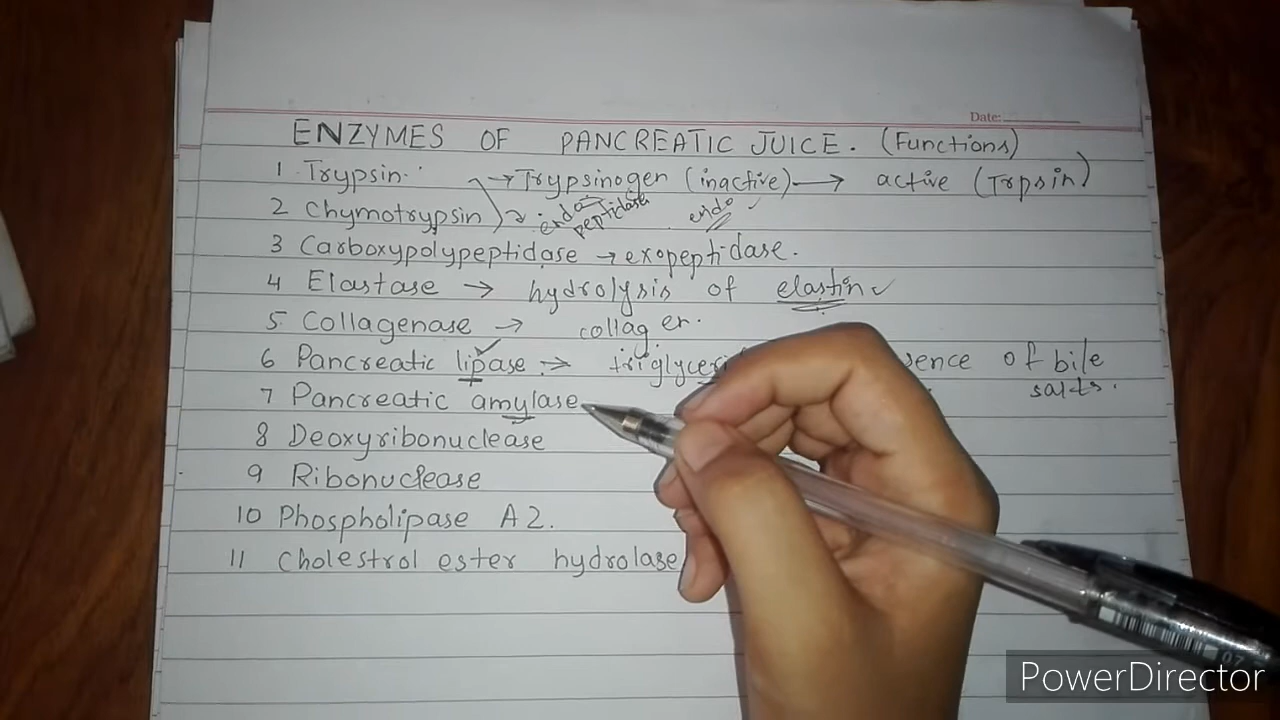 Date:
ENZYMES OF PANCREATIC JUICE. (Functions)
1 Trypsin. → Trypsinogen (inactive) → active (Trpsin)
2 Chymotrypsin endo peptidase endo
3 Carboxypolypeptidase → exopeptidase.
4 Elastase → hydrolysis of elastin
5. Collagenase → collagen.
6 Pancreatic lipase → of bile
salts.
7 Pancreatic amylase
8 Deoxyribonuclease
9 Ribonuclease
10 Phospholipase A2.
11 Cholestrol ester hydrolase
07
PowerDirector